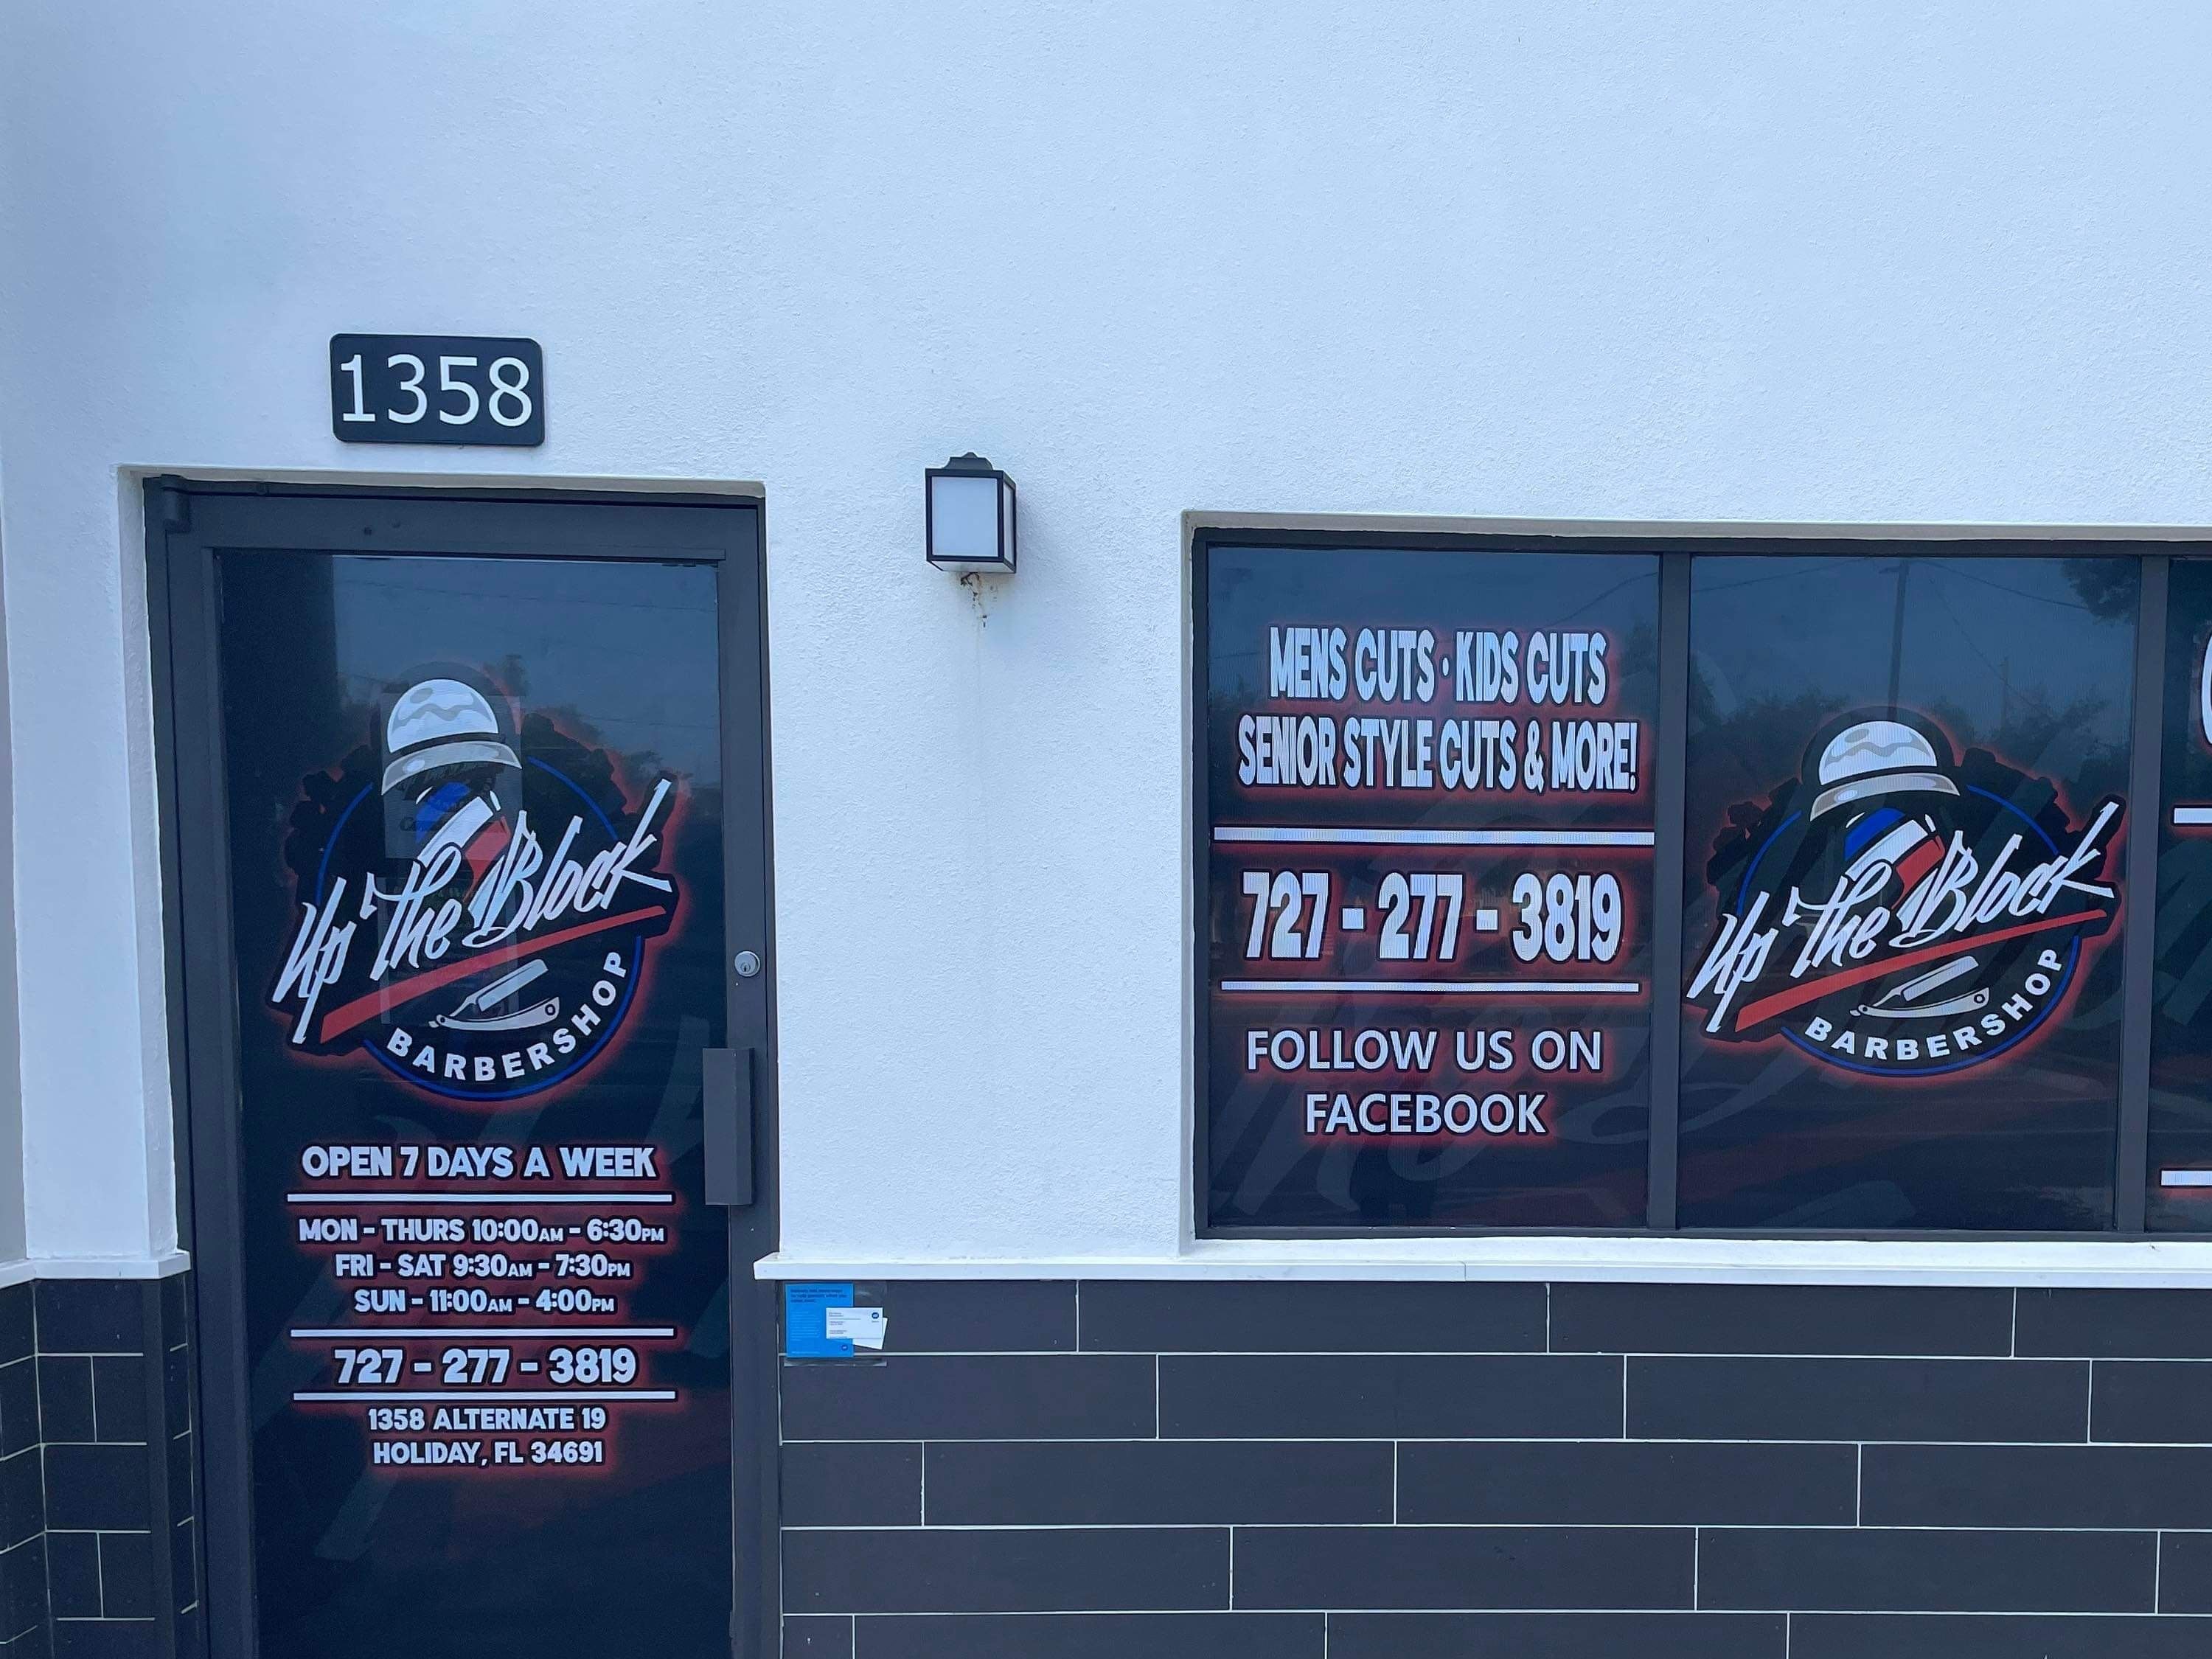 1358
Up The Block
BARBERSHOP
OPEN 7 DAYS A WEEK
MON - THURS 10:00AM - 6:30PM
FRI - SAT 9:30AM - 7:30PM
SUN - 11:00AM - 4:00PM
727 - 277 - 3819
1358 ALTERNATE 19
HOLIDAY, FL 34691
MENS CUTS · KIDS CUTS
SENIOR STYLE CUTS & MORE!
727 - 277 - 3819
FOLLOW US ON
FACEBOOK
Up The Block
BARBERSHOP